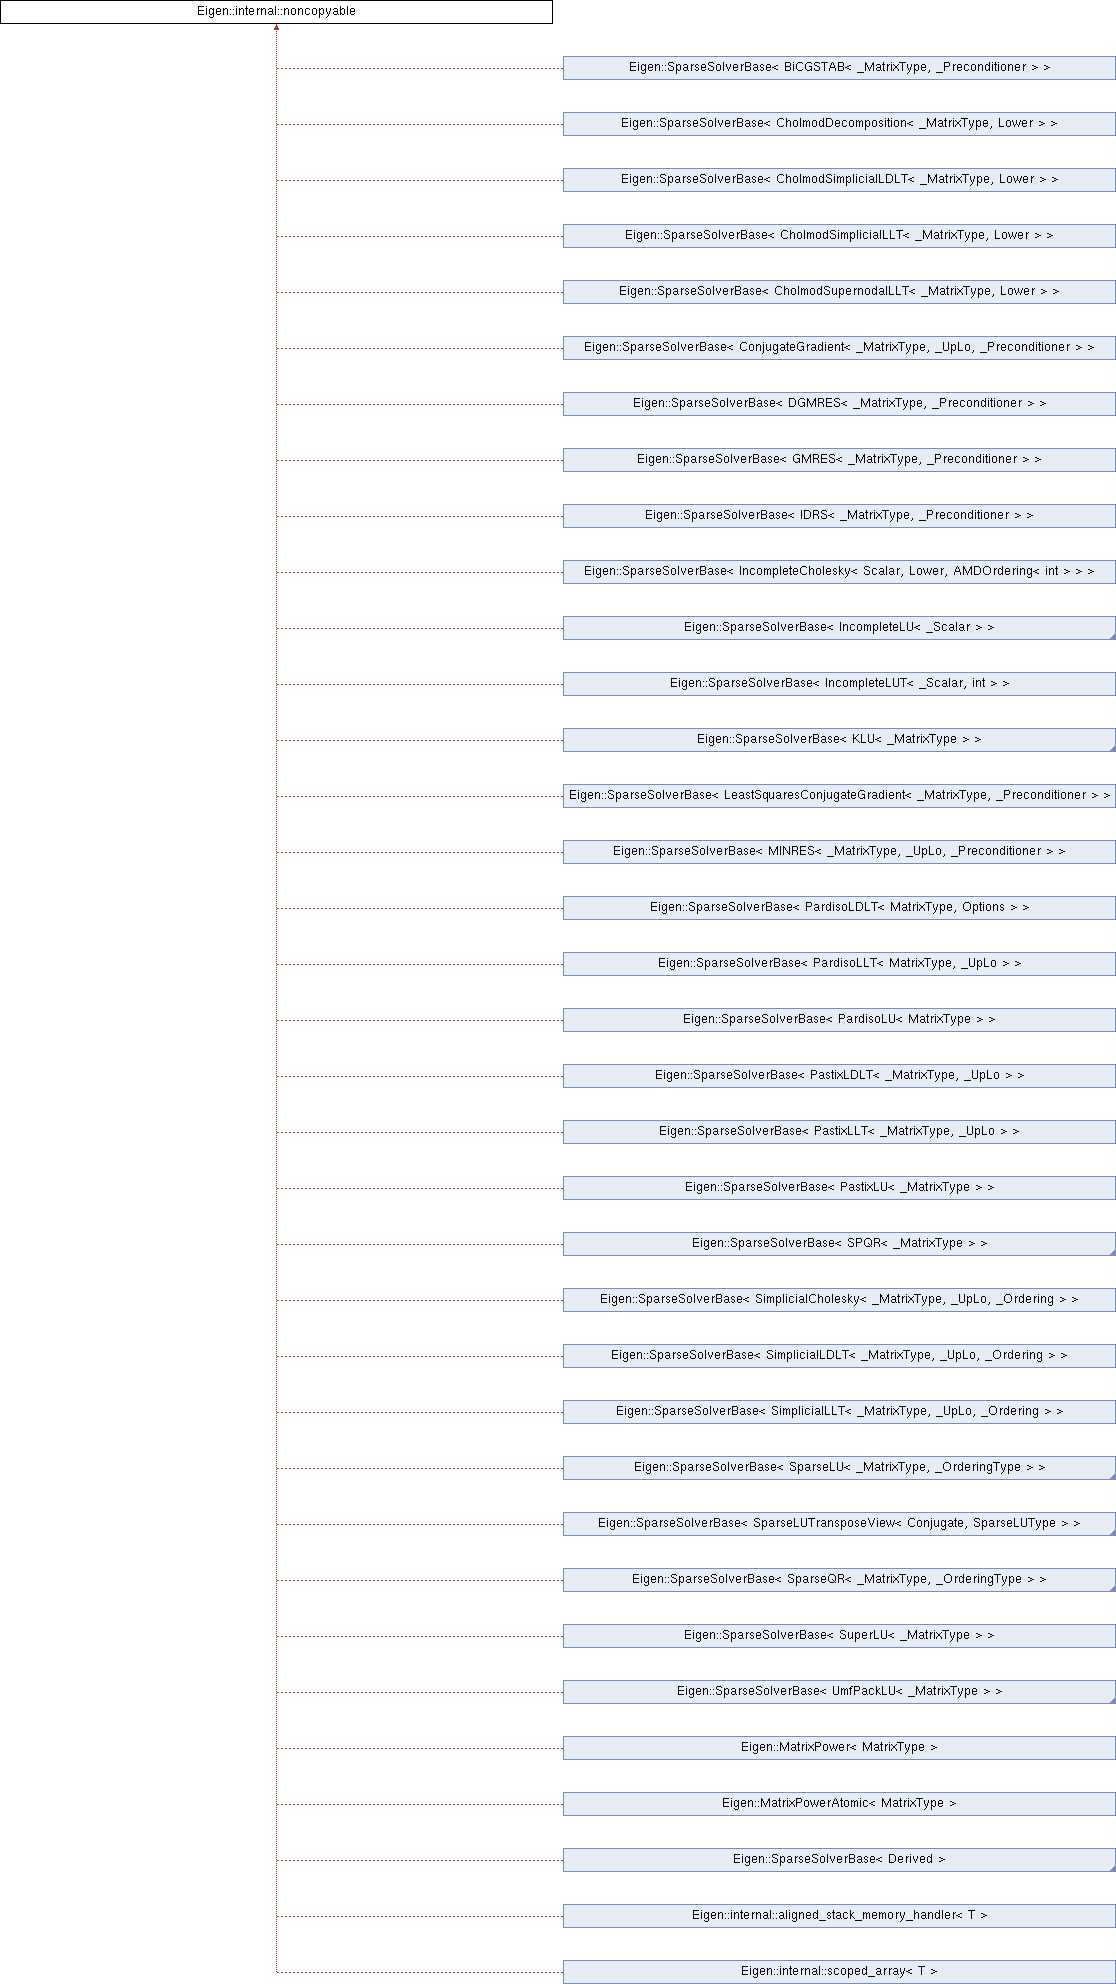 Eigen::internal::noncopyable
Eigen::SparseSolverBase< BiCGSTAB< _MatrixType, _Preconditioner > >
Eigen::SparseSolverBase< CholmodDecomposition< _MatrixType, Lower > >
Eigen::SparseSolverBase< CholmodSimplicialLDLT< _MatrixType, Lower > >
Eigen::SparseSolverBase< CholmodSimplicialLLT< _MatrixType, Lower > >
Eigen::SparseSolverBase< CholmodSupernodalLLT< _MatrixType, Lower > >
Eigen::SparseSolverBase< ConjugateGradient< _MatrixType, _UpLo, _Preconditioner > >
Eigen::SparseSolverBase< DGMRES< _MatrixType, _Preconditioner > >
Eigen::SparseSolverBase< GMRES< _MatrixType, _Preconditioner > >
Eigen::SparseSolverBase< IDRS< _MatrixType, _Preconditioner > >
Eigen::SparseSolverBase< IncompleteCholesky< Scalar, Lower, AMDOrdering< int > > >
Eigen::SparseSolverBase< IncompleteLU< _Scalar > >
Eigen::SparseSolverBase< IncompleteLUT< _Scalar, int > >
Eigen::SparseSolverBase< KLU< _MatrixType > >
Eigen::SparseSolverBase< LeastSquaresConjugateGradient< _MatrixType, _Preconditioner > >
Eigen::SparseSolverBase< MINRES< _MatrixType, _UpLo, _Preconditioner > >
Eigen::SparseSolverBase< PardisoLDLT< MatrixType, Options > >
Eigen::SparseSolverBase< PardisoLLT< MatrixType, _UpLo > >
Eigen::SparseSolverBase< PardisoLU< MatrixType > >
Eigen::SparseSolverBase< PastixLDLT< _MatrixType, _UpLo > >
Eigen::SparseSolverBase< PastixLLT< _MatrixType, _UpLo > >
Eigen::SparseSolverBase< PastixLU< _MatrixType > >
Eigen::SparseSolverBase< SPQR< _MatrixType > >
Eigen::SparseSolverBase< SimplicialCholesky< _MatrixType, _UpLo, _Ordering > >
Eigen::SparseSolverBase< SimplicialLDLT< _MatrixType, _UpLo, _Ordering > >
Eigen::SparseSolverBase< SimplicialLLT< _MatrixType, _UpLo, _Ordering > >
Eigen::SparseSolverBase< SparseLU< _MatrixType, _OrderingType > >
Eigen::SparseSolverBase< SparseLUTransposeView< Conjugate, SparseLUType > >
Eigen::SparseSolverBase< SparseQR< _MatrixType, _OrderingType > >
Eigen::SparseSolverBase< SuperLU< _MatrixType > >
Eigen::SparseSolverBase< UmfPackLU< _MatrixType > >
Eigen::MatrixPower< MatrixType >
Eigen::MatrixPowerAtomic< MatrixType >
Eigen::SparseSolverBase< Derived >
Eigen::internal::aligned_stack_memory_handler< T >
Eigen::internal::scoped_array< T >